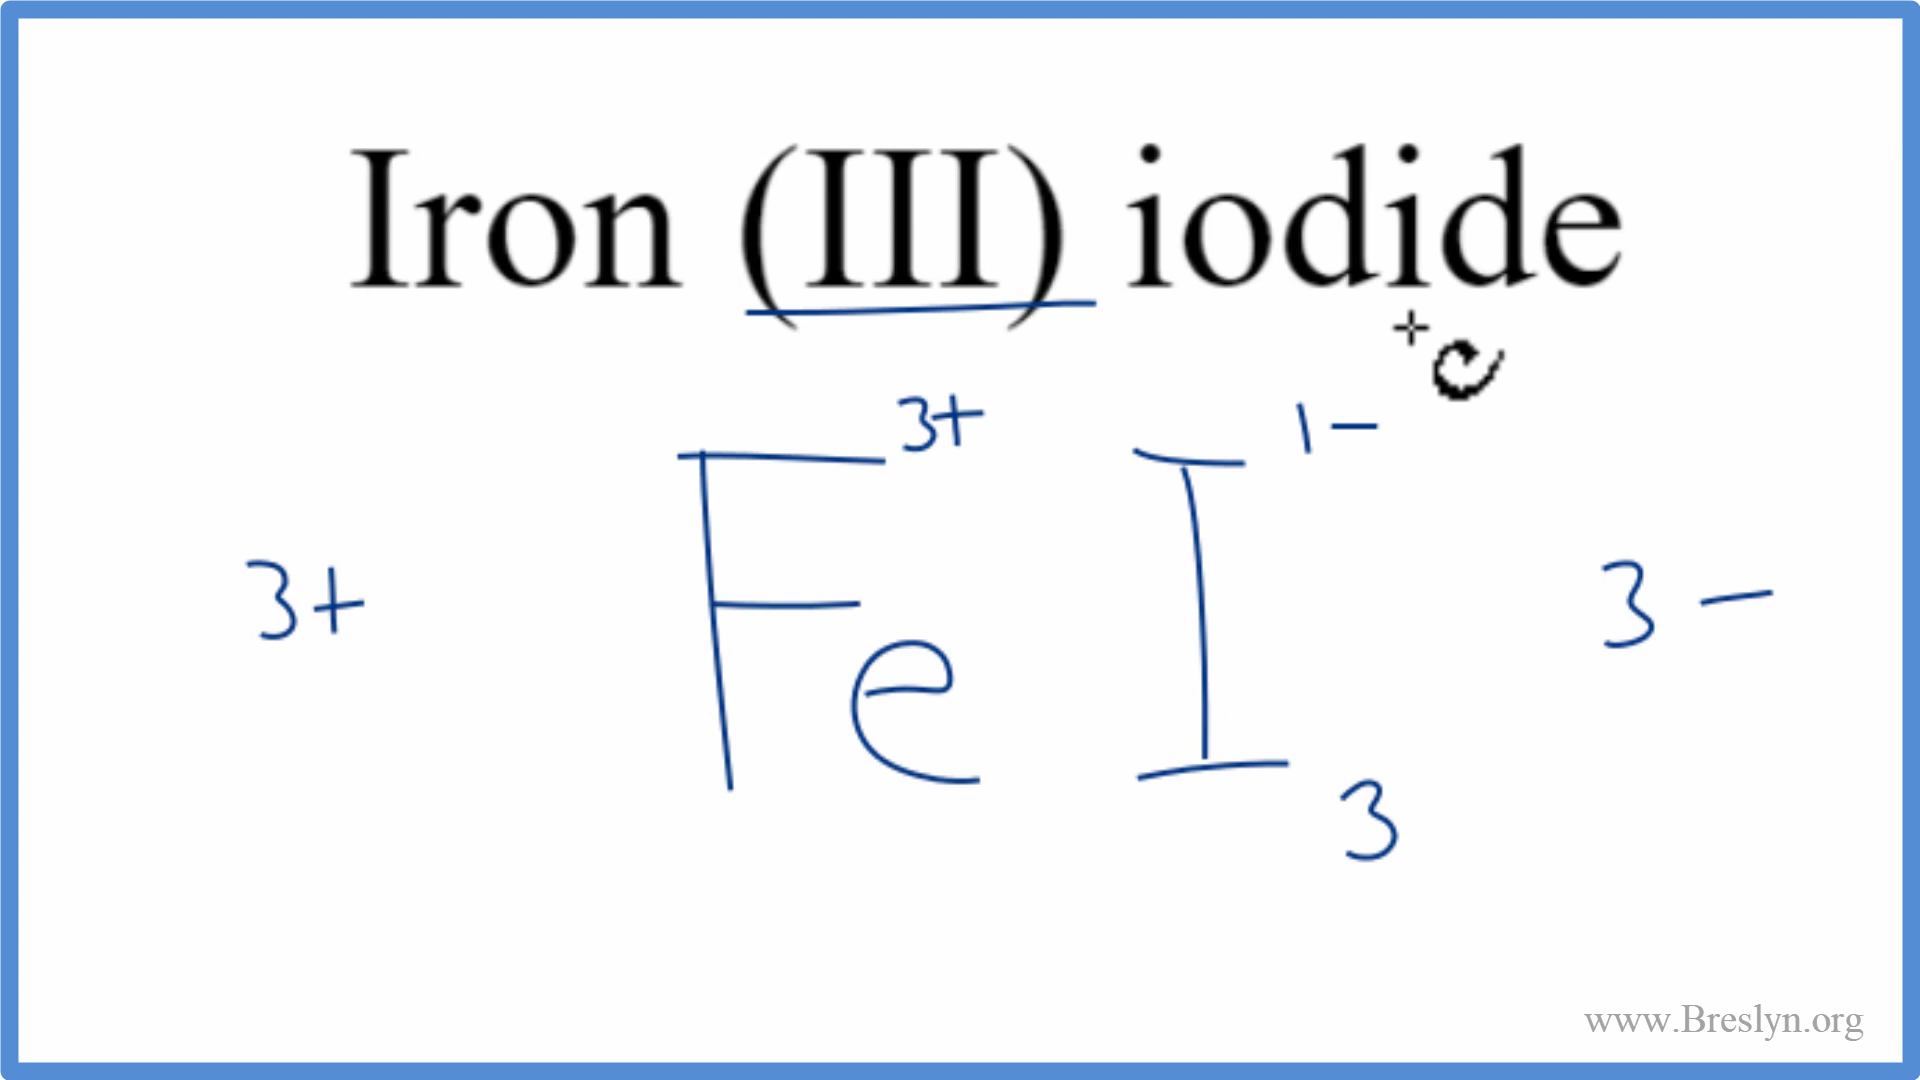 Iron (III) iodide
3+ 1-
3+ Fe I 3-
3
www.Breslyn.org